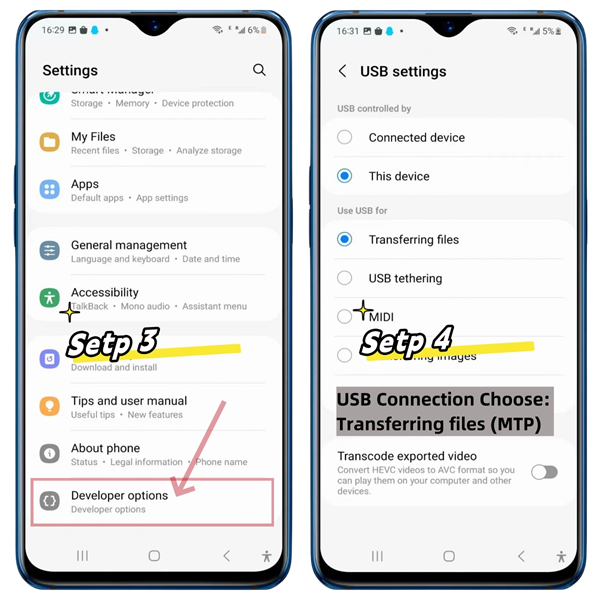 16:29
6%
Settings
Smart Manager
Storage • Memory • Device protection
My Files
Recent files • Storage • Analyze storage
Apps
Default apps • App settings
General management
Language and keyboard • Date and time
Accessibility
TalkBack • Mono audio • Assistant menu
Setp 3
Download and install
Tips and user manual
Useful tips • New features
About phone
Status • Legal information • Phone name
Developer options
Developer options
16:31
5%
USB settings
USB controlled by
Connected device
This device
Use USB for
Transferring files
USB tethering
MIDI
Setp 4
images
USB Connection Choose:
Transferring files (MTP)
Transcode exported video
Convert HEVC videos to AVC format so you
can play them on your computer and other
devices.